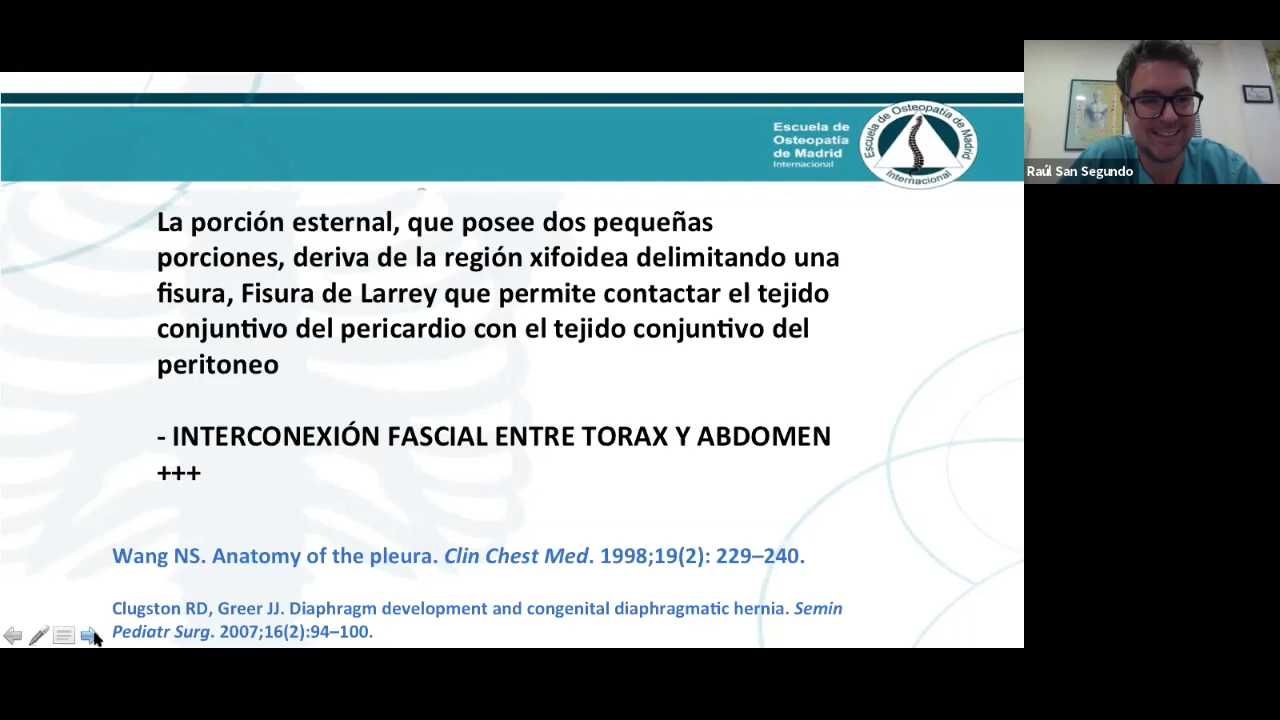 Escuela de
Osteopatía
de Madrid
Internacional
Escuela de Osteopatía de Madrid
Internacional
Raúl San Segundo
La porción esternal, que posee dos pequeñas
porciones, deriva de la región xifoidea delimitando una
fisura, Fisura de Larrey que permite contactar el tejido
conjuntivo del pericardio con el tejido conjuntivo del
peritoneo
- INTERCONEXIÓN FASCIAL ENTRE TORAX Y ABDOMEN
+++
Wang NS. Anatomy of the pleura. Clin Chest Med. 1998;19(2): 229–240.
Clugston RD, Greer JJ. Diaphragm development and congenital diaphragmatic hernia. Semin
Pediatr Surg. 2007;16(2):94–100.